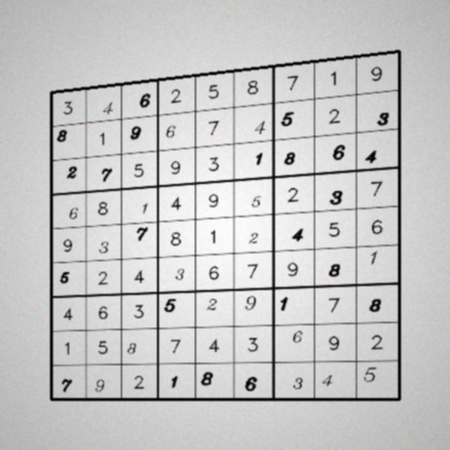 3 4 6 2 5 8 7 1 9
8 1 9 6 7 4 5 2 3
2 7 5 9 3 1 8 6 4
6 8 1 4 9 5 2 3 7
9 3 7 8 1 2 4 5 6
5 2 4 3 6 7 9 8 1
4 6 3 5 2 9 1 7 8
1 5 8 7 4 3 6 9 2
7 9 2 1 8 6 3 4 5